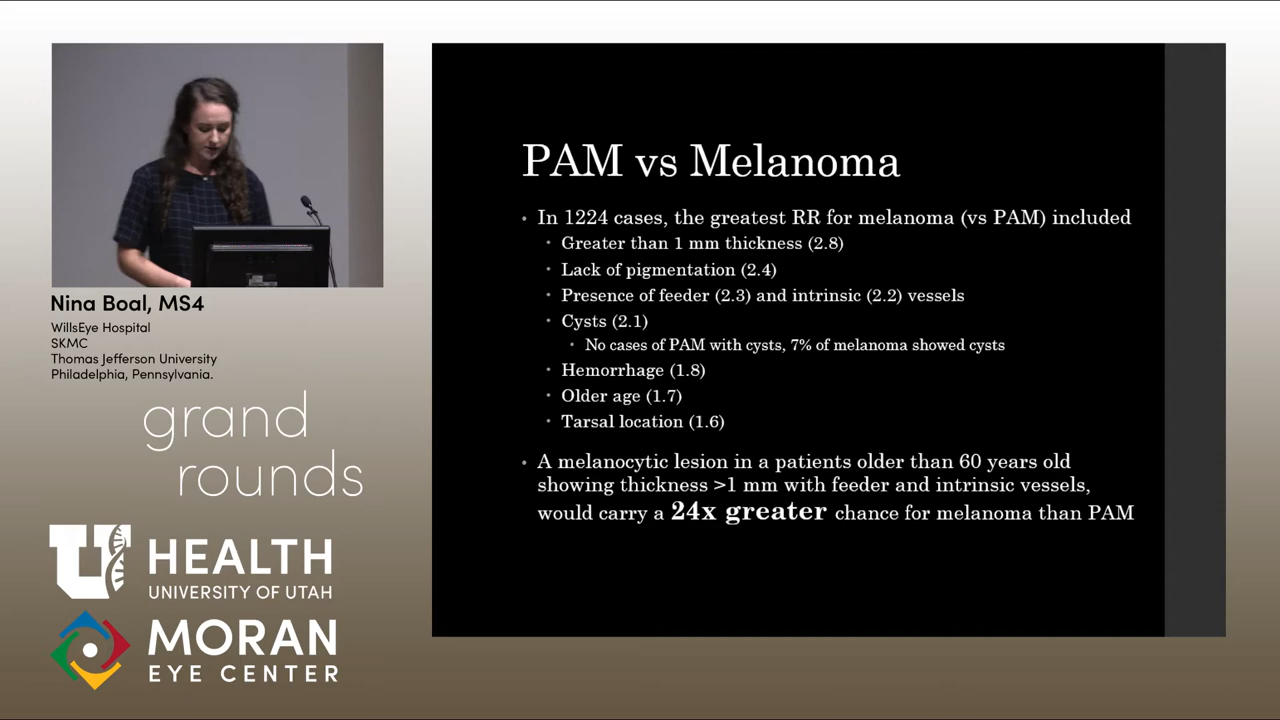 Nina Boal, MS4
WillsEye Hospital
SKMC
Thomas Jefferson University
Philadelphia, Pennsylvania.
grand
rounds
U HEALTH
UNIVERSITY OF UTAH
MORAN
EYE CENTER
PAM vs Melanoma
• In 1224 cases, the greatest RR for melanoma (vs PAM) included
• Greater than 1 mm thickness (2.8)
• Lack of pigmentation (2.4)
• Presence of feeder (2.3) and intrinsic (2.2) vessels
• Cysts (2.1)
• No cases of PAM with cysts, 7% of melanoma showed cysts
• Hemorrhage (1.8)
• Older age (1.7)
• Tarsal location (1.6)
• A melanocytic lesion in a patients older than 60 years old
showing thickness >1 mm with feeder and intrinsic vessels,
would carry a 24x greater chance for melanoma than PAM